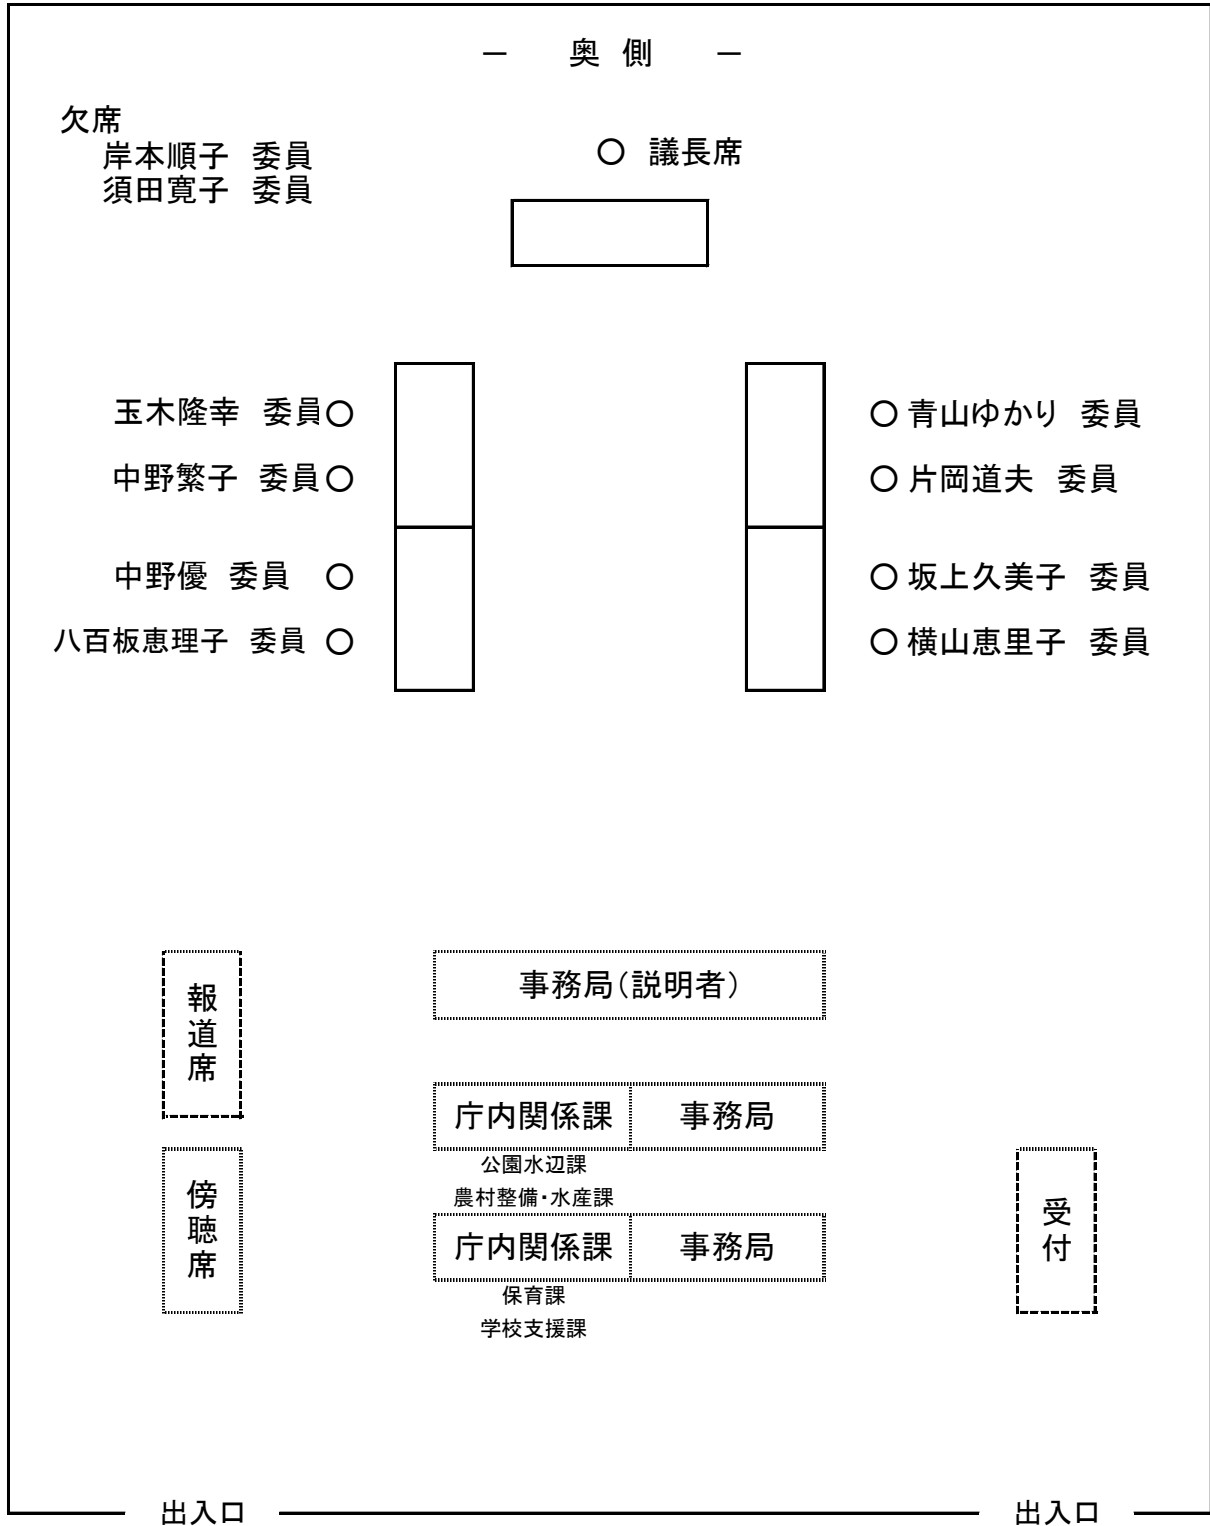 －　奥 側　－
欠席
岸本順子　委員
須田寛子　委員
○ 議長席
玉木隆幸　委員○
○青山ゆかり　委員
中野繁子　委員○
○片岡道夫　委員
中野優　委員　○
○坂上久美子　委員
八百板恵理子　委員　○
○横山恵里子　委員
報道席
事務局（説明者）
庁内関係課
事務局
公園水辺課
農村整備・水産課
傍聴席
庁内関係課
事務局
保育課
学校支援課
受付
出入口
出入口